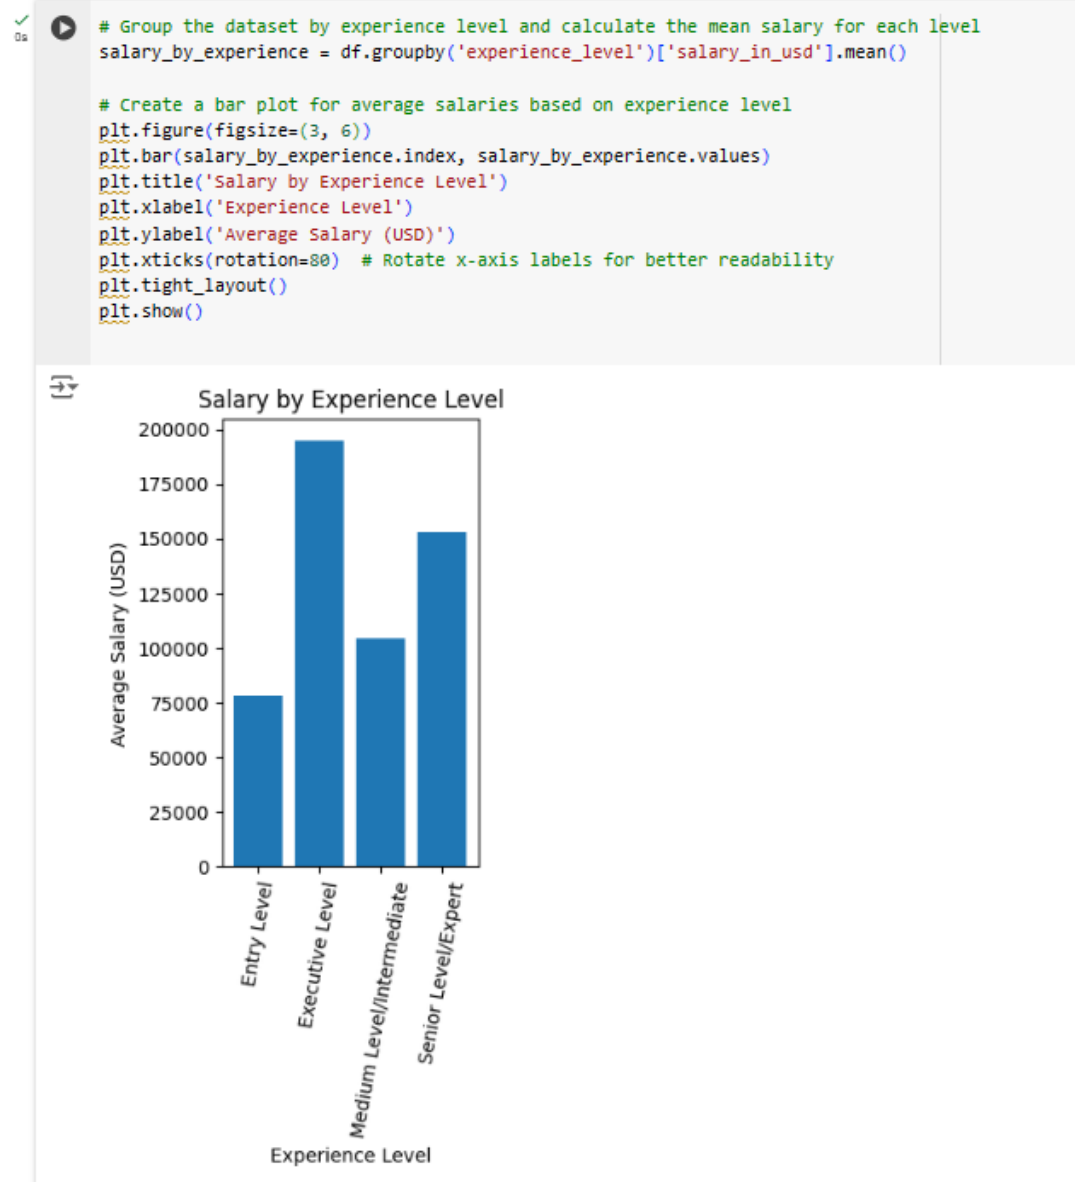 # Group the dataset by experience level and calculate the mean salary for each level
salary_by_experience = df.groupby('experience_level')['salary_in_usd'].mean()
# Create a bar plot for average salaries based on experience level
plt.figure(figsize=(3, 6))
plt.bar(salary_by_experience.index, salary_by_experience.values)
plt.title('Salary by Experience Level')
plt.xlabel('Experience Level')
plt.ylabel('Average Salary (USD)')
plt.xticks(rotation=80)  # Rotate x-axis labels for better readability
plt.tight_layout()
plt.show()
0s
Salary by Experience Level
Average Salary (USD)
200000
175000
150000
125000
100000
75000
50000
25000
0
Entry Level
Executive Level
Medium Level/Intermediate
Senior Level/Expert
Experience Level